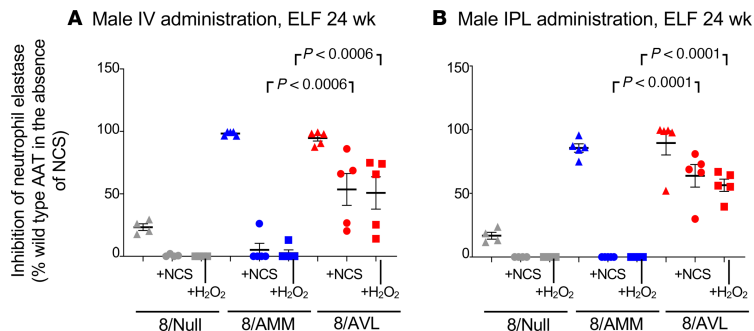 A Male IV administration, ELF 24 wk
P < 0.0006
P < 0.0006
Inhibition of neutrophil elastase
(% wild type AAT in the absence
of NCS)
150
100
50
0
+NCS +NCS +NCS
+H₂O₂ +H₂O₂ +H₂O₂
8/Null 8/AMM 8/AVL
B Male IPL administration, ELF 24 wk
P < 0.0001
P < 0.0001
150
100
50
0
+NCS +NCS +NCS
+H₂O₂ +H₂O₂ +H₂O₂
8/Null 8/AMM 8/AVL